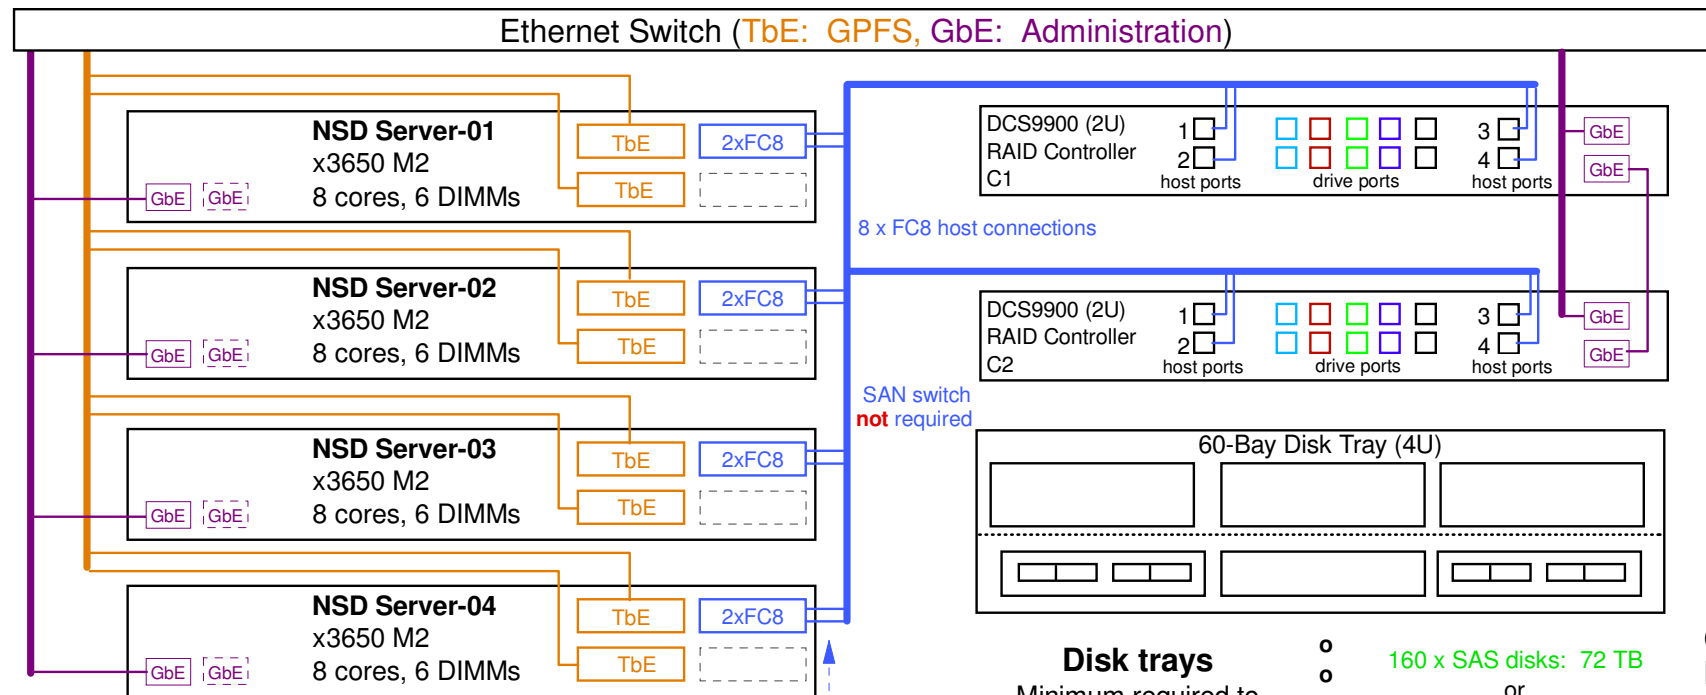 Ethernet Switch (TbE:  GPFS, GbE:  Administration)
NSD Server-01
x3650 M2
8 cores, 6 DIMMs
GbE
GbE
TbE
TbE
2xFC8
NSD Server-02
x3650 M2
8 cores, 6 DIMMs
GbE
GbE
TbE
TbE
2xFC8
NSD Server-03
x3650 M2
8 cores, 6 DIMMs
GbE
GbE
TbE
TbE
2xFC8
NSD Server-04
x3650 M2
8 cores, 6 DIMMs
GbE
GbE
TbE
TbE
2xFC8
DCS9900 (2U)
RAID Controller
C1
1
2
host ports
drive ports
3
4
host ports
GbE
GbE
8 x FC8 host connections
DCS9900 (2U)
RAID Controller
C2
1
2
host ports
drive ports
3
4
host ports
GbE
GbE
SAN switch
not required
60-Bay Disk Tray (4U)
Disk trays
Minimum required to
o
o
160 x SAS disks:  72 TB
or